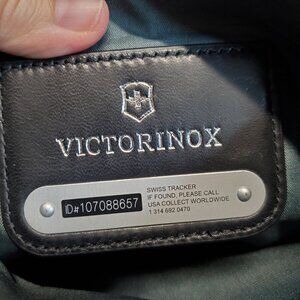 VICTORINOX
ID#107088657
SWISS TRACKER
IF FOUND, PLEASE CALL
USA COLLECT WORLDWIDE
1 314 692 0470